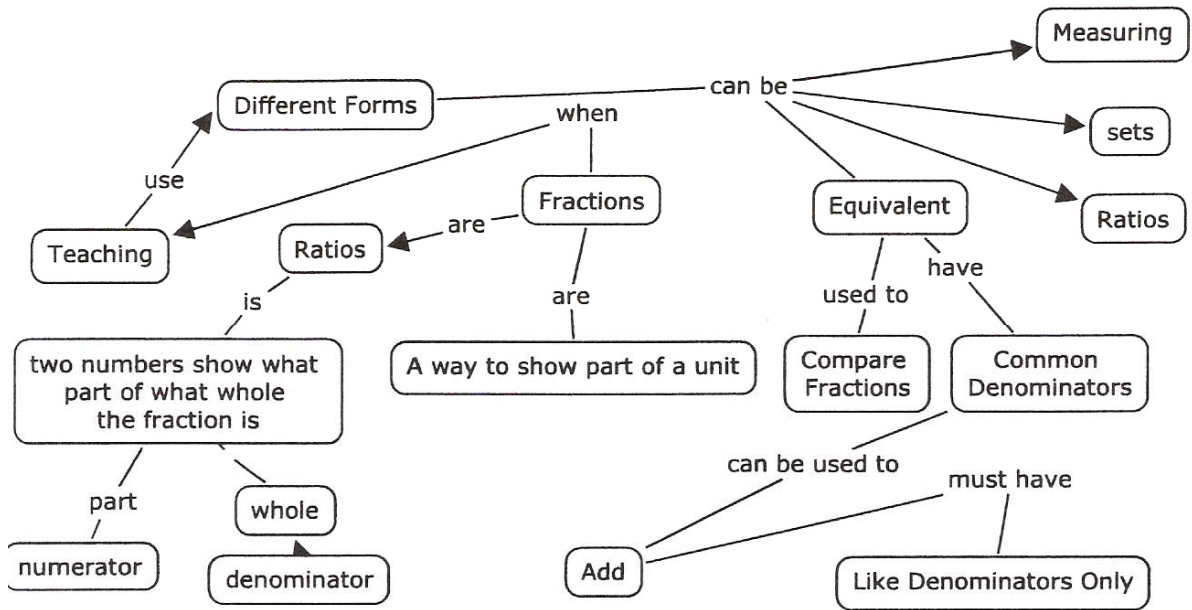 Measuring
can be
Different Forms
when
sets
use
Fractions
Equivalent
Ratios
are
Teaching
Ratios
have
is
are
used to
two numbers show what
part of what whole
the fraction is
A way to show part of a unit
Compare
Fractions
Common
Denominators
can be used to
must have
part
whole
numerator
denominator
Add
Like Denominators Only